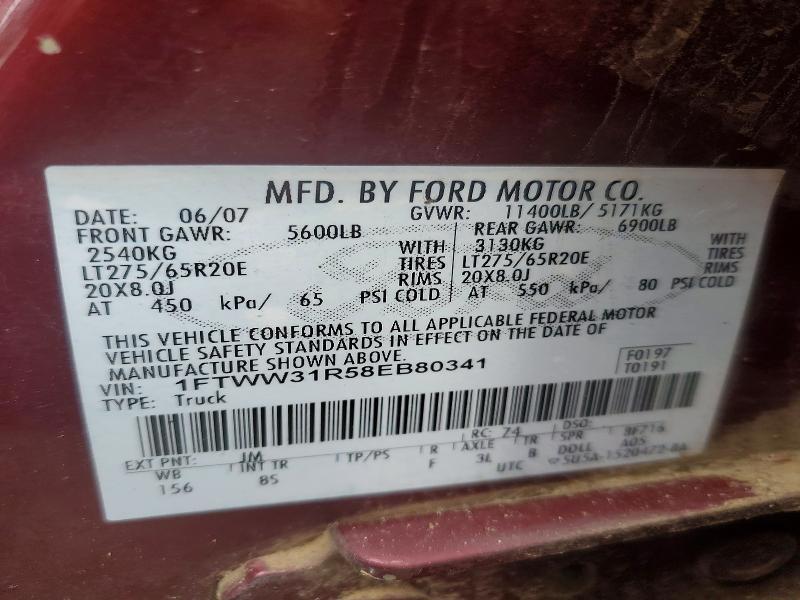 MFD. BY FORD MOTOR CO.
DATE: 06/07 GVWR: 11400LB/ 5171KG
FRONT GAWR: 5600LB REAR GAWR: 6900LB
2540KG WITH 3130KG WITH
LT275/65R20E TIRES LT275/65R20E TIRES
20X8.0J RIMS 20X8.0J RIMS
AT 450 kPa/ 65 PSI COLD AT 550 kPa/ 80 PSI COLD
THIS VEHICLE CONFORMS TO ALL APPLICABLE FEDERAL MOTOR
VEHICLE SAFETY STANDARDS IN EFFECT ON THE DATE OF
MANUFACTURE SHOWN ABOVE.
VIN: 1FTWW31R58EB80341 F0197
TYPE: Truck T0191
EXT PNT: JM RC: Z4 DSO:
WB INT TR TP/PS R AXLE TR SPR 8F716
156 8S F 3L B DOLL A0S
UTC